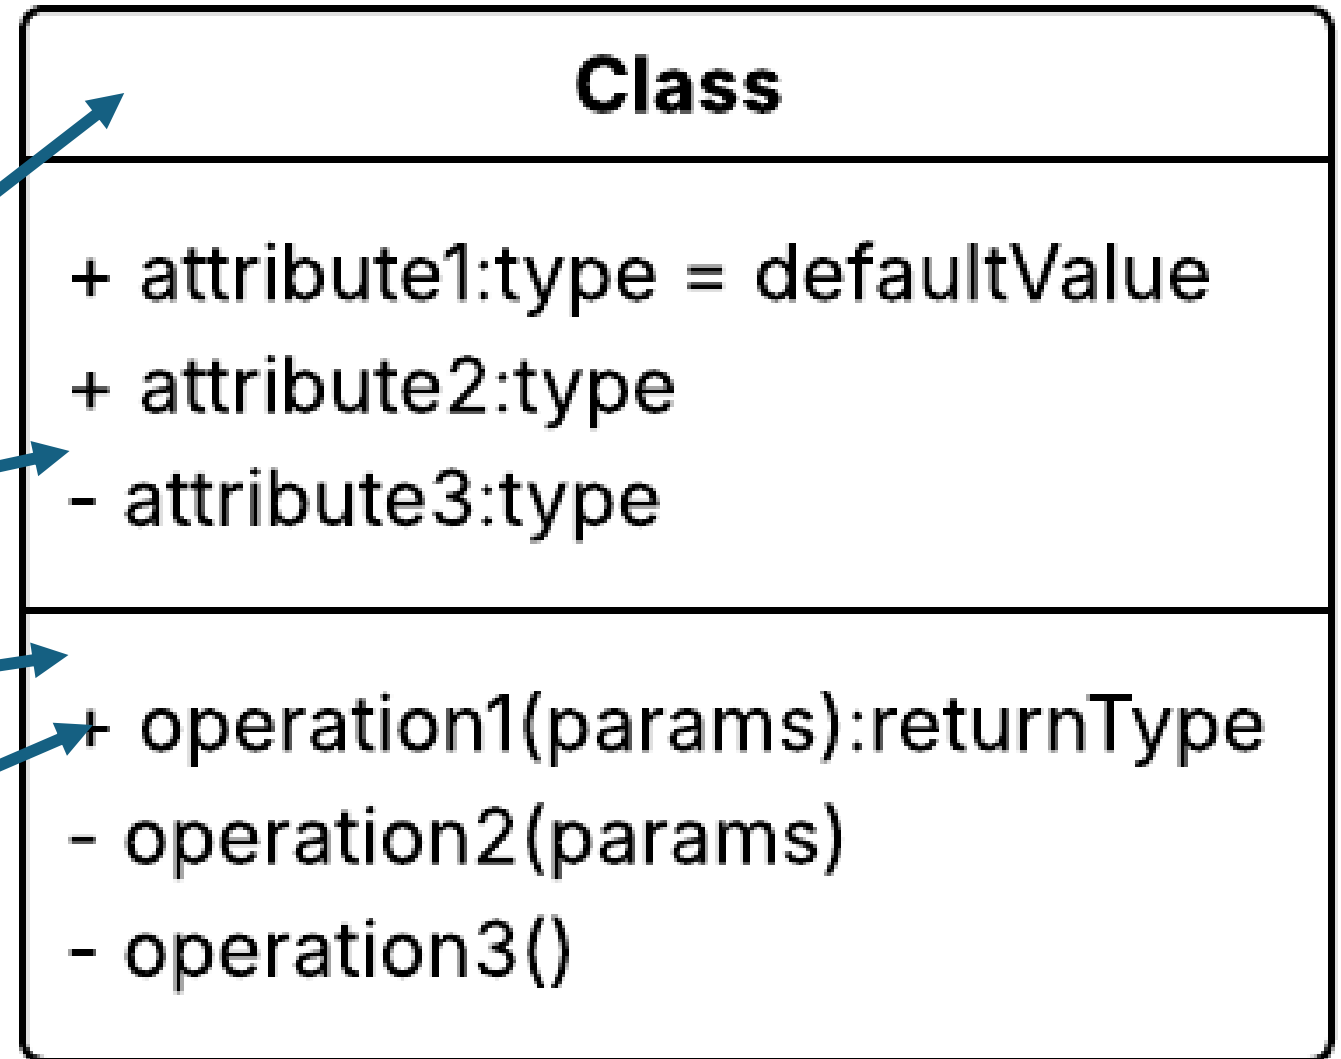 Class
+ attribute1:type = defaultValue
+ attribute2:type
- attribute3:type
+ operation1(params):returnType
- operation2(params)
- operation3()